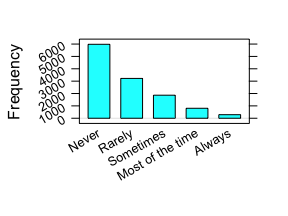 Frequency
6000
5000
4000
3000
2000
1000
0
Never
Rarely
Sometimes
Most of the time
Always